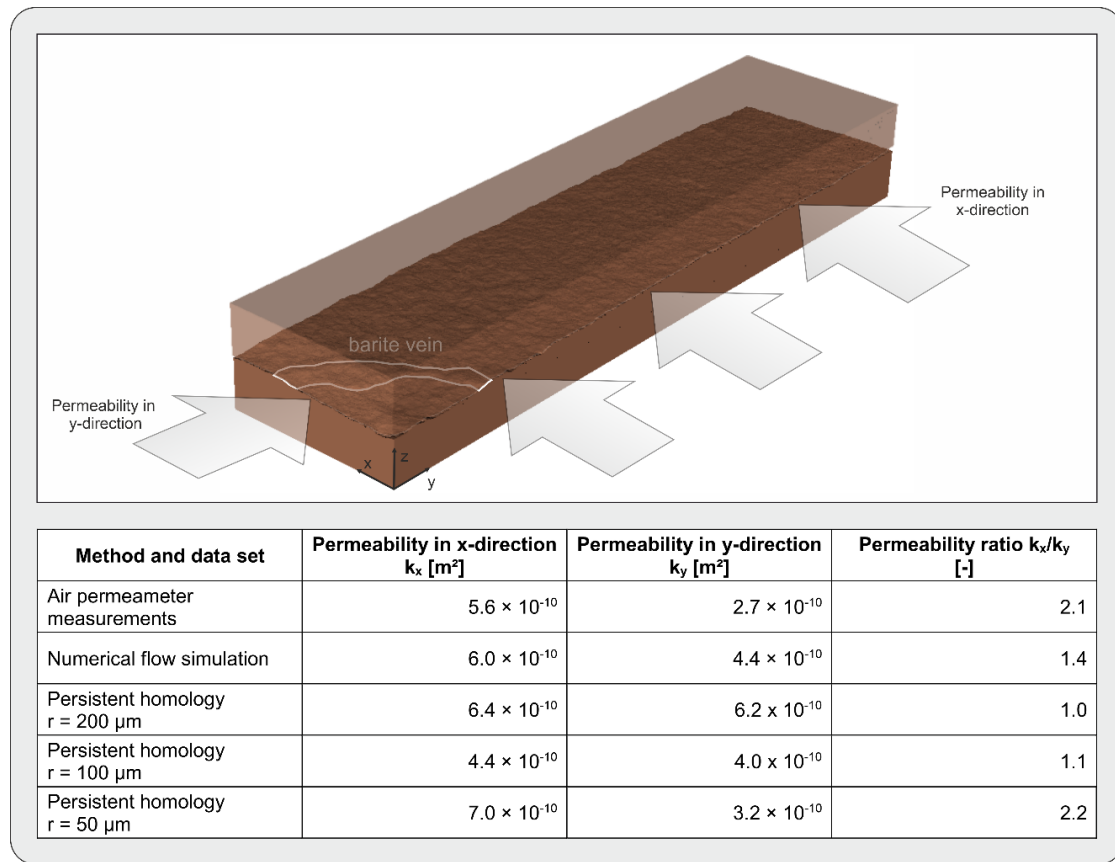 Permeability in
x-direction
barite vein
Permeability in
y-direction
x
z
y
Method and data set
Permeability in x-direction
kₓ [m²]
Permeability in y-direction
kᵧ [m²]
Permeability ratio kₓ/kᵧ
[-]
Air permeameter
measurements
5.6 × 10⁻¹⁰
2.7 × 10⁻¹⁰
2.1
Numerical flow simulation
6.0 × 10⁻¹⁰
4.4 × 10⁻¹⁰
1.4
Persistent homology
r = 200 µm
6.4 × 10⁻¹⁰
6.2 x 10⁻¹⁰
1.0
Persistent homology
r = 100 µm
4.4 × 10⁻¹⁰
4.0 x 10⁻¹⁰
1.1
Persistent homology
r = 50 µm
7.0 × 10⁻¹⁰
3.2 × 10⁻¹⁰
2.2